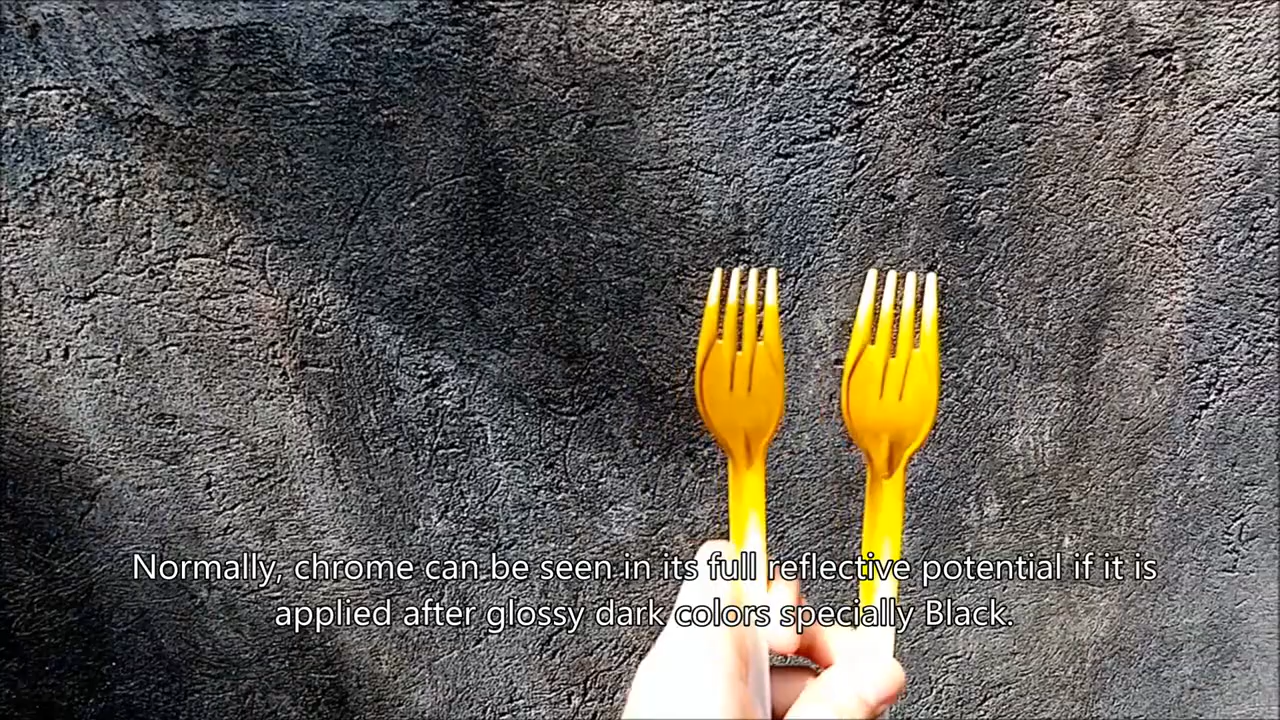 Normally, chrome can be seen in its full reflective potential if it is
applied after glossy dark colors specially Black.